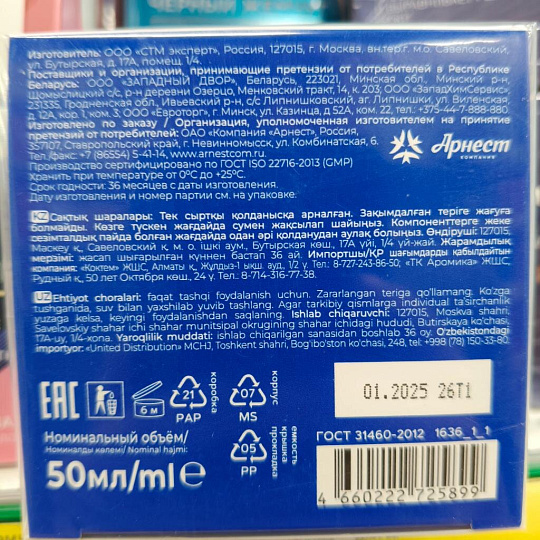 ЧЕРНЫЙ ЖЕМЧУГ
Изготовитель: ООО «СТМ эксперт», Россия, 127015, г. Москва, вн.тер.г. м.о. Савеловский,
ул. Бутырская, д. 17А, помещ. 1/4.
Поставщики и организации, принимающие претензии от потребителей в Республике
Беларусь: ООО "ЗАПАДНЫЙ ДВОР", Беларусь, 223021, Минская обл., Минский р-н,
Щомыслицкий с/с, р-н деревни Озерцо, Меньковский тракт, 14, к. 203; ООО «ЗападХимСервис»,
231335, Гродненская обл., Ивьевский р-н, с/с Липнишковский, аг. Липнишки, ул. Виленская,
д. 12А, кор. 1 ком. 3; ООО «Евроторг», г. Минск, ул. Казинца, д.52А, ком. 22, тел.: +375-44-7-888-880
Изготовлено по заказу / Организация, уполномоченная изготовителем на принятие
претензий от потребителей: ОАО «Компания «Арнест», Россия,
357107, Ставропольский край, г. Невинномысск, ул. Комбинатская, 6.
Тел./факс: +7 (86554) 5-41-14, www.arnestcom.ru
Производство сертифицировано по ГОСТ ISO 22716-2013 (GMP)
Хранить при температуре от 0°С до +25°С.
Срок годности: 36 месяцев с даты изготовления.
Дату изготовления и номер партии см. на упаковке.
Арнест
КОМПАНИЯ
KZ Сақтық шаралары: Тек сыртқы қолданысқа арналған. Зақымдалған теріге жағуға
болмайды. Көзге түскен жағдайда сумен жақсылап шайыңыз. Компоненттерге жеке
сезімталдық пайда болған жағдайда одан әрі қолданудан аулақ болыңыз. Өндіруші: 127015,
Мәскеу қ., Савеловский қ. м. о. ішкі аум., Бутырская көш., 17А үйі, 1/4 үй-жай. Жарамдылық
мерзімі: жасап шығарылған күннен бастап 36 ай. Импорттаушы/ҚР шағымдарды қабылдайтын
компания: «Коктем» ЖШС, Алматы қ., Жұлдыз-1 ықш ауд., 1/2 ү. Тел.: 8-727-243-86-50; «ТК Аромика» ЖШС,
Рудный қ., 50 лет Октября көш., 24 ү. Тел.: 8-714-316-77-38.
UZ Ehtiyot choralari: faqat tashqi foydalanish uchun. Zararlangan teriga qo'llamang. Ko'zga
tushganida, suv bilan yaxshilab yuvib tashlang. Agar tarkibiy qismlarga individual ta'sirchanlik
yuzaga kelsa, keyingi foydalanishdan saqlaning. Ishlab chiqaruvchi: 127015, Moskva shahri,
Savelovskiy shahar ichi shahar munitsipal okrugining shahar ichidagi hududi, Butirskaya ko'chasi,
17A-uy, 1/4-xona. Yaroqlilik muddati: ishlab chiqarilgan sanasidan boshlab 36 oy. O'zbekistondagi
importyor: «United Distribution» MCHJ, Toshkent shahri, Bog'ibo'ston ko'chasi, 248, tel: +998 (78) 150-33-80.
EAC
6 М
21
PAP
коробка
07
MS
корпус
05
PP
емкость
крышка
прокладка
01.2025 26T1
Номинальный объём/
Номиналды көлемі/ Nominal hajmi:
50мл/ml e
ГОСТ 31460-2012 1636_1_1
4 660222 725899